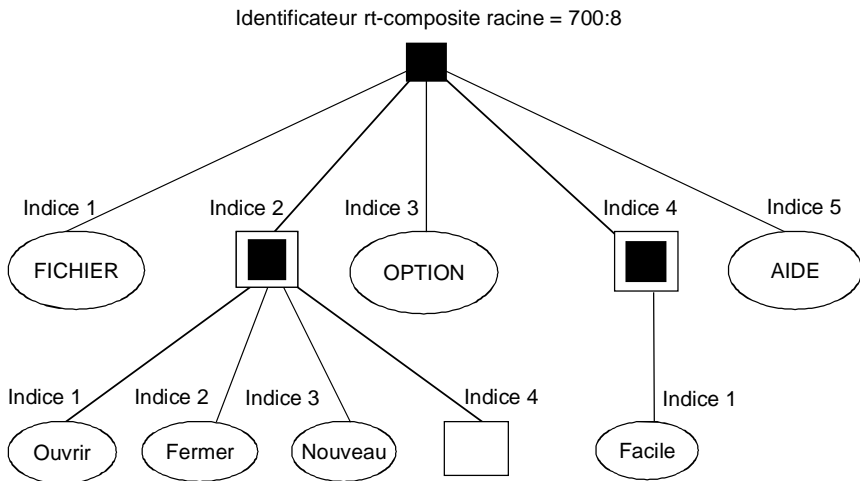 Identificateur rt-composite racine = 700:8
Indice 1
Indice 2
Indice 3
Indice 4
Indice 5
FICHIER
OPTION
AIDE
Indice 1
Indice 2
Indice 3
Indice 4
Indice 1
Ouvrir
Fermer
Nouveau
Facile